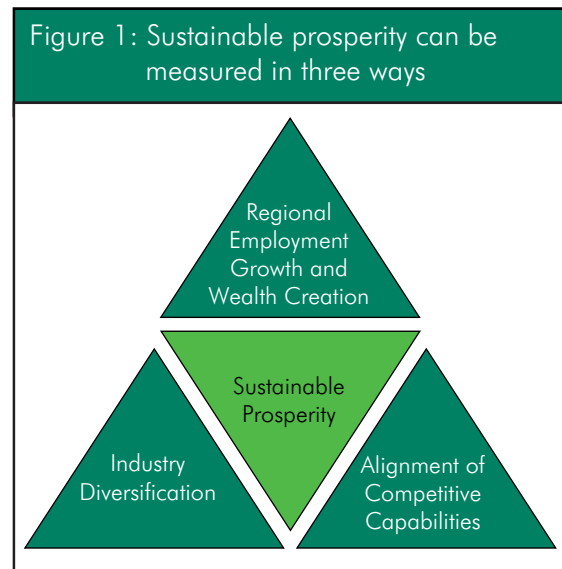 Figure 1: Sustainable prosperity can be
measured in three ways
Regional
Employment
Growth and
Wealth Creation
Sustainable
Prosperity
Industry
Diversification
Alignment of
Competitive
Capabilities